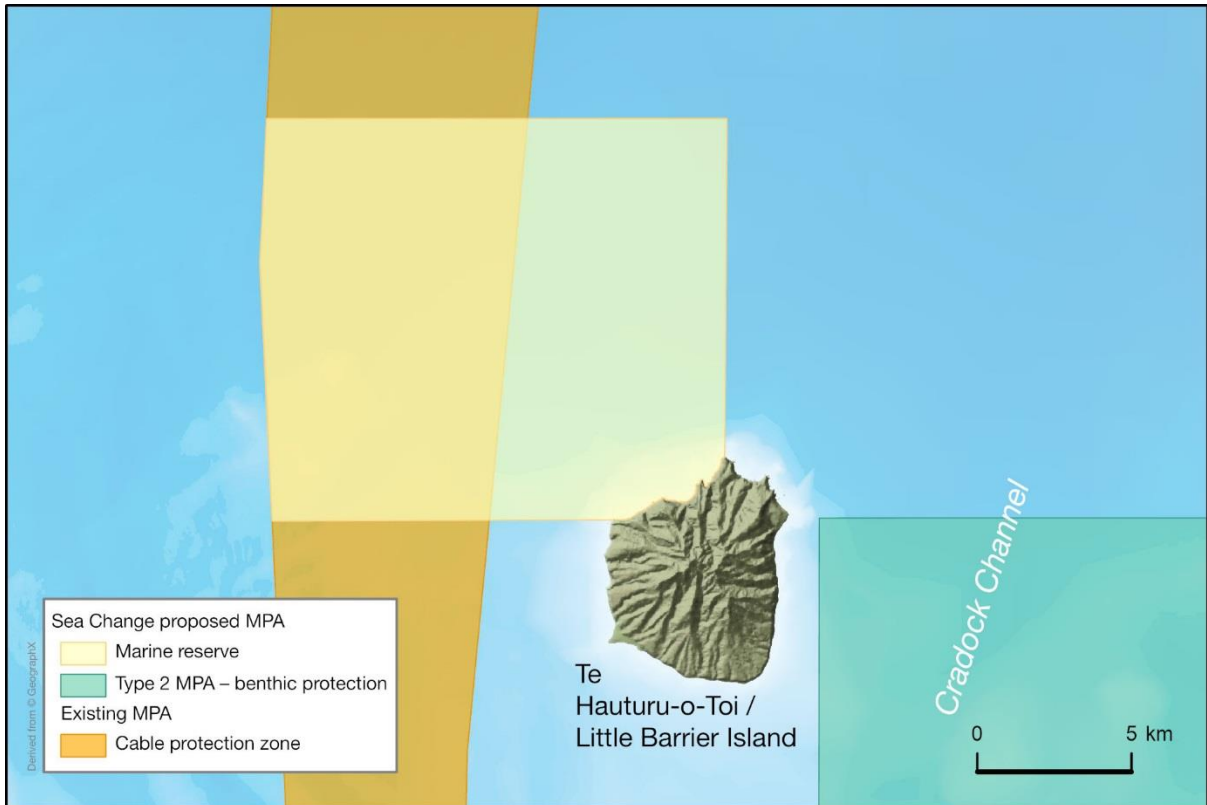 Sea Change proposed MPA
Marine reserve
Type 2 MPA – benthic protection
Existing MPA
Cable protection zone
Derived from © GeographX
Te
Hauturu-o-Toi /
Little Barrier Island
Cradock Channel
0 5 km